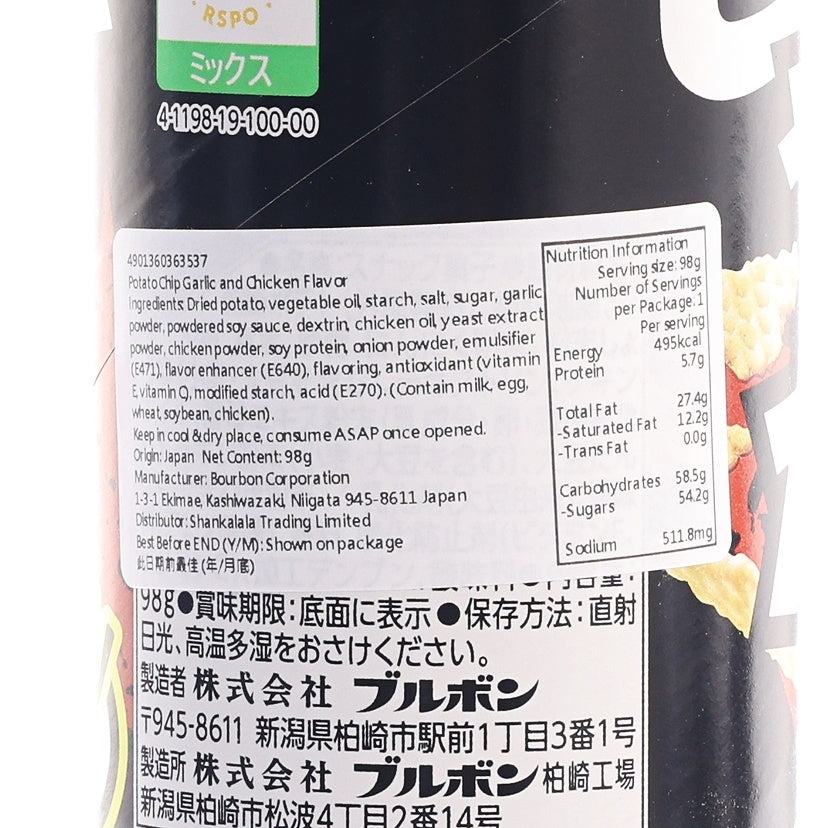 RSPO
ミックス
4-1198-19-100-00
4901360363537
Potato Chip Garlic and Chicken Flavor
Ingredients: Dried potato, vegetable oil, starch, salt, sugar, garlic
powder, powdered soy sauce, dextrin, chicken oil, yeast extract
powder, chicken powder, soy protein, onion powder, emulsifier
(E471), flavor enhancer (E640), flavoring, antioxidant (vitamin
E, vitamin C), modified starch, acid (E270). (Contain milk, egg,
wheat, soybean, chicken).
Keep in cool & dry place, consume ASAP once opened.
Origin: Japan Net Content: 98g
Manufacturer: Bourbon Corporation
1-3-1 Ekimae, Kashiwazaki, Niigata 945-8611 Japan
Distributor: Shankalala Trading Limited
Best Before END (Y/M): Shown on package
此日期前最佳 (年/月底)
Nutrition Information
Serving size: 98g
Number of Servings
per Package: 1
Per serving
Energy 495kcal
Protein 5.7g
Total Fat 27.4g
-Saturated Fat 12.2g
-Trans Fat 0.0g
Carbohydrates 58.5g
-Sugars 54.2g
Sodium 511.8mg
98g●賞味期限:底面に表示●保存方法:直射
日光、高温多湿をおさけください。
製造者 株式会社 ブルボン
〒945-8611 新潟県柏崎市駅前1丁目3番1号
製造所 株式会社 ブルボン 柏崎工場
新潟県柏崎市松波4丁目2番14号